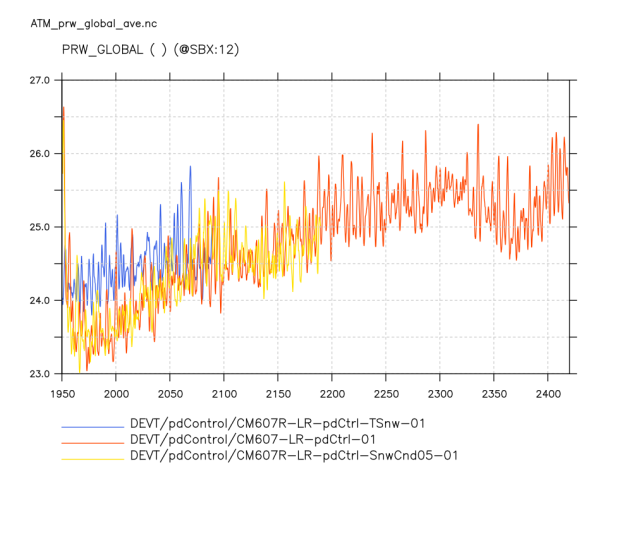 ATM_prw_global_ave.nc
PRW_GLOBAL ( ) (@SBX:12)
27.0
26.0
25.0
24.0
23.0
1950 2000 2050 2100 2150 2200 2250 2300 2350 2400
DEVT/pdControl/CM607R-LR-pdCtrl-TSnw-01
DEVT/pdControl/CM607-LR-pdCtrl-01
DEVT/pdControl/CM607R-LR-pdCtrl-SnwCnd05-01